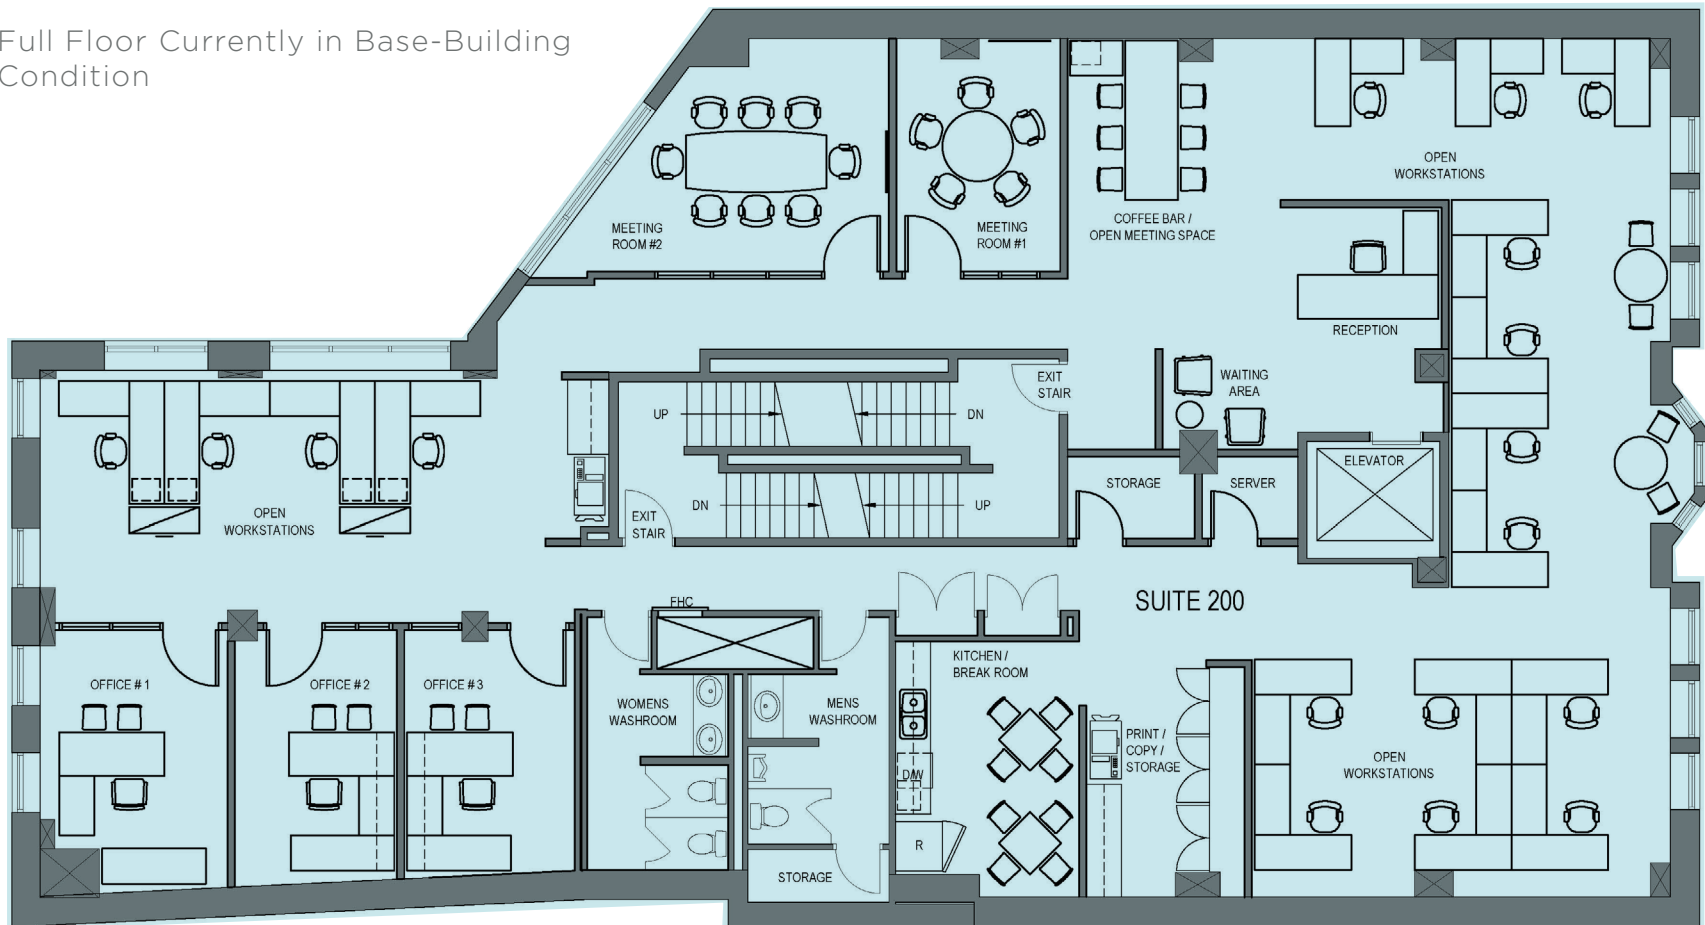 Full Floor Currently in Base-Building
Condition
MEETING
ROOM #2
MEETING
ROOM #1
COFFEE BAR /
OPEN MEETING SPACE
OPEN
WORKSTATIONS
RECEPTION
WAITING
AREA
EXIT
STAIR
UP
DN
DN
UP
EXIT
STAIR
STORAGE
SERVER
ELEVATOR
OPEN
WORKSTATIONS
SUITE 200
FHC
OFFICE # 1
OFFICE # 2
OFFICE # 3
WOMENS
WASHROOM
MENS
WASHROOM
KITCHEN /
BREAK ROOM
D/W
R
STORAGE
PRINT /
COPY /
STORAGE
OPEN
WORKSTATIONS